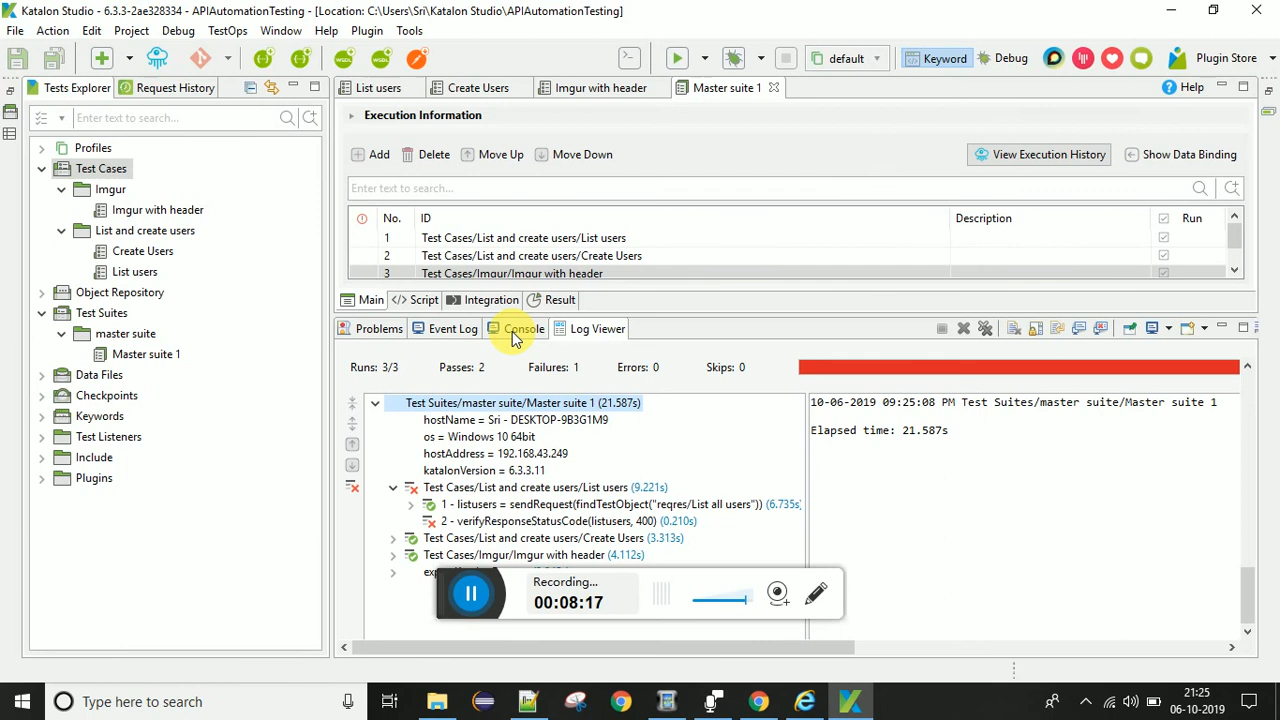 Katalon Studio - 6.3.3-2ae328334 - APIAutomationTesting - [Location: C:\Users\Sri\Katalon Studio\APIAutomationTesting]
File Action Edit Project Debug TestOps Window Help Plugin Tools
default Keyword Debug Plugin Store
Tests Explorer Request History
List users Create Users Imgur with header Master suite 1 Help
Enter text to search...
Execution Information
Profiles
Test Cases
Imgur
Imgur with header
List and create users
Create Users
List users
Object Repository
Test Suites
master suite
Master suite 1
Data Files
Checkpoints
Keywords
Test Listeners
Include
Plugins
Add Delete Move Up Move Down View Execution History Show Data Binding
Enter text to search...
No. ID Description Run
1 Test Cases/List and create users/List users
2 Test Cases/List and create users/Create Users
3 Test Cases/Imgur/Imgur with header
Main Script Integration Result
Problems Event Log Console Log Viewer
Runs: 3/3 Passes: 2 Failures: 1 Errors: 0 Skips: 0
Test Suites/master suite/Master suite 1 (21.587s)
hostName = Sri - DESKTOP-9B3G1M9
os = Windows 10 64bit
hostAddress = 192.168.43.249
katalonVersion = 6.3.3.11
Test Cases/List and create users/List users (9.221s)
1 - listusers = sendRequest(findTestObject("reqres/List all users")) (6.735s)
2 - verifyResponseStatusCode(listusers, 400) (0.210s)
Test Cases/List and create users/Create Users (3.313s)
Test Cases/Imgur/Imgur with header (4.112s)
10-06-2019 09:25:08 PM Test Suites/master suite/Master suite 1
Elapsed time: 21.587s
Recording...
00:08:17
Type here to search
21:25
06-10-2019